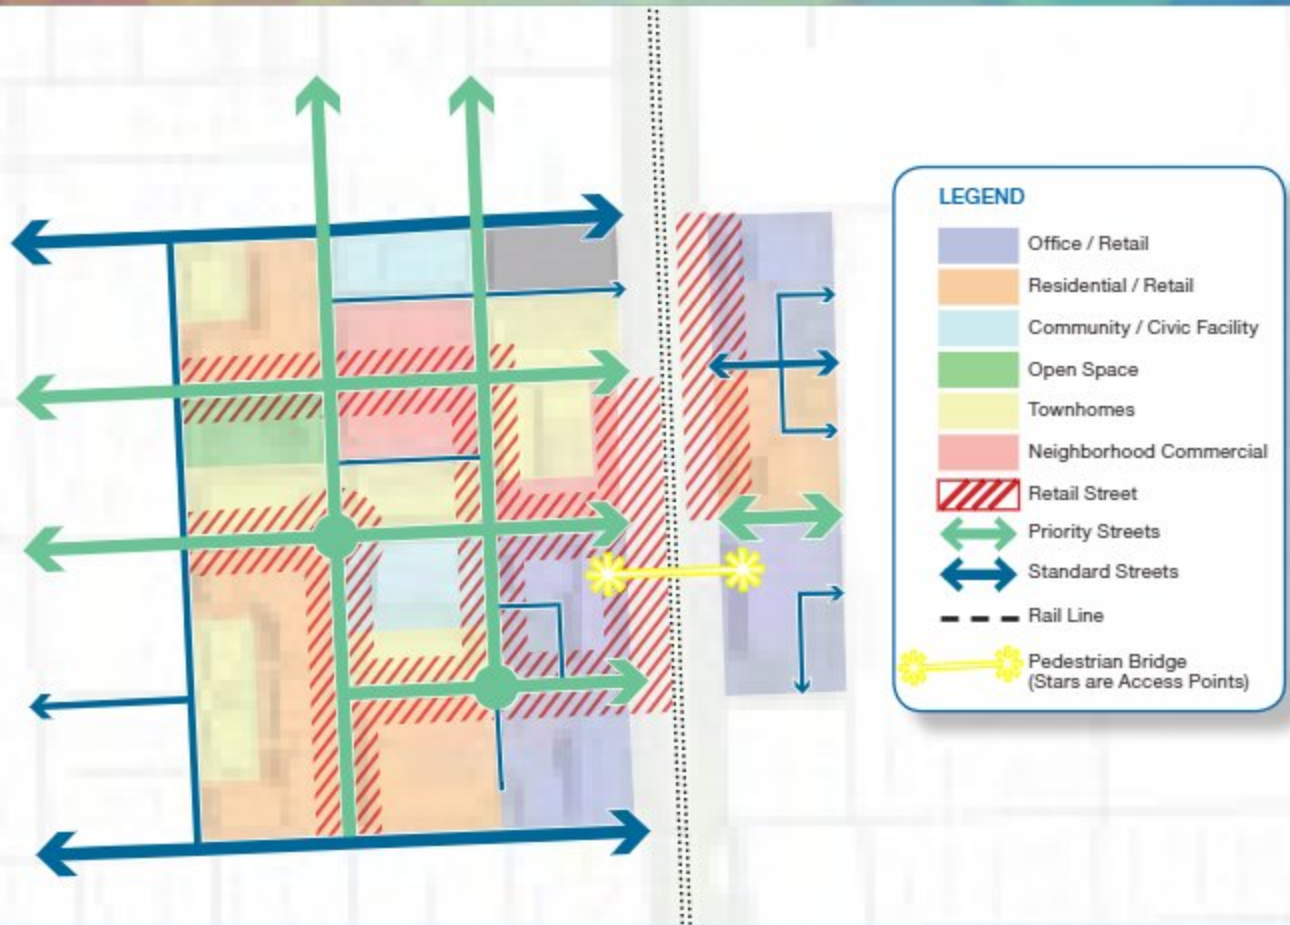 LEGEND
Office / Retail
Residential / Retail
Community / Civic Facility
Open Space
Townhomes
Neighborhood Commercial
Retail Street
Priority Streets
Standard Streets
Rail Line
Pedestrian Bridge
(Stars are Access Points)